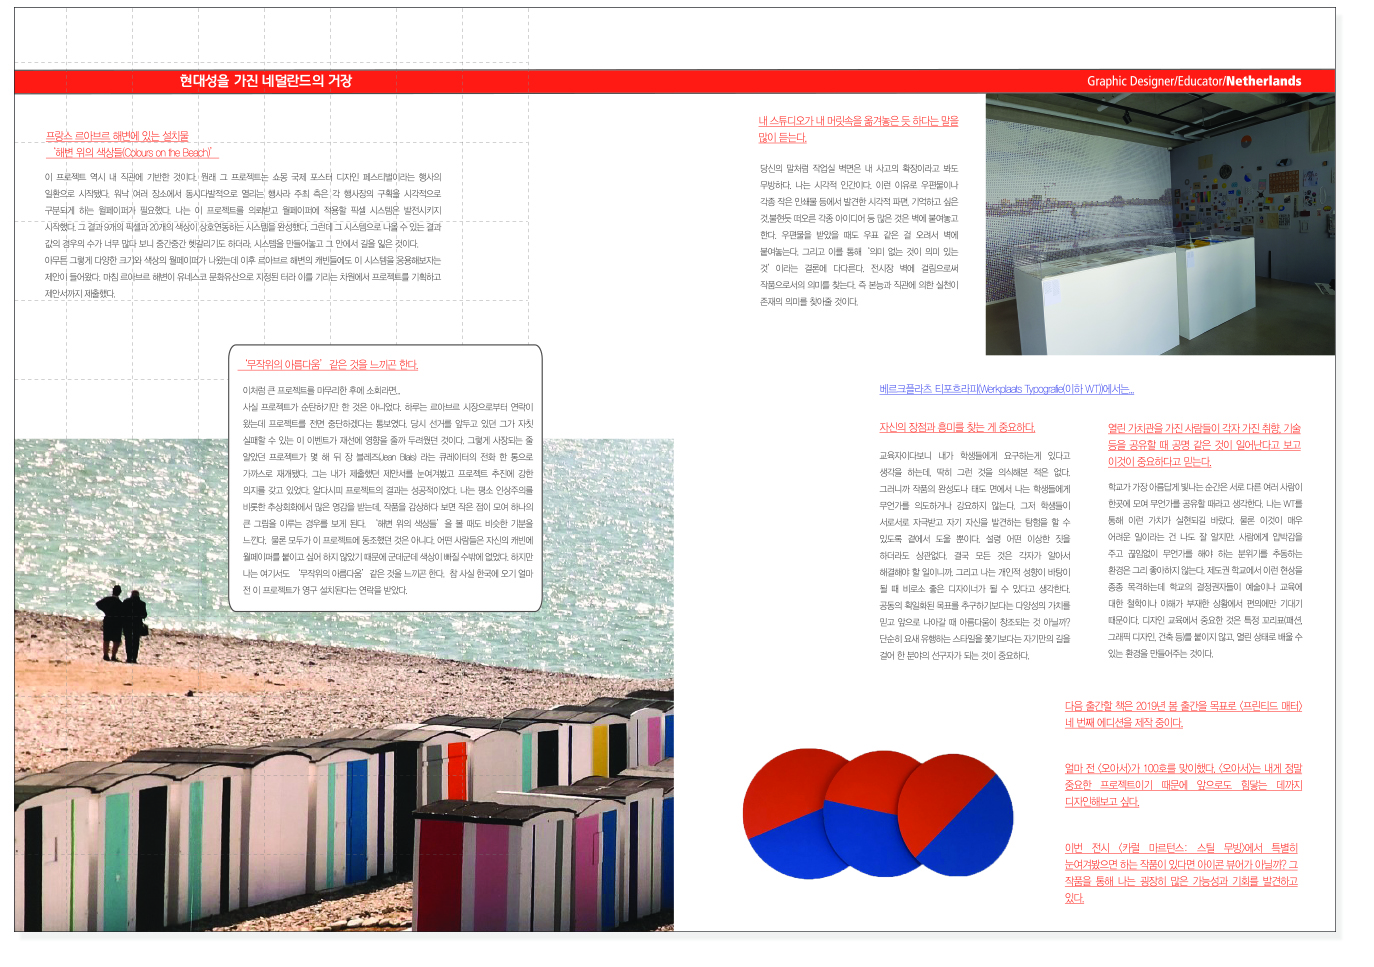 현대성을 가진 네덜란드의 거장
Graphic Designer/Educator/Netherlands
프랑스 르아브르 해변에 있는 설치물
‘해변 위의 색상들(Colours on the Beach)’
이 프로젝트 역시 내 직관에 기반한 것이다. 원래 그 프로젝트는 쇼몽 국제 포스터 디자인 페스티벌이라는 행사의
일환으로 시작됐다. 워낙 여러 장소에서 동시다발적으로 열리는 행사라 주최 측은 각 행사장의 구획을 시각적으로
구분되게 하는 월페이퍼가 필요했다. 나는 이 프로젝트를 의뢰받고 월페이퍼에 적용할 픽셀 시스템은 발전시키지
시작했다. 그 결과 9개의 픽셀과 20개의 색상이 상호연동하는 시스템을 완성했다. 그런데 그 시스템으로 나올 수 있는 결과
값의 경우의 수가 너무 많다 보니 중간중간 헷갈리기도 하더라. 시스템을 만들어놓고 그 안에서 길을 잃은 것이다.
아무튼 그렇게 다양한 크기와 색상의 월페이퍼가 나왔는데 이후 르아브르 해변의 캐빈들에도 이 시스템을 응용해보자는
제안이 들어왔다. 마침 르아브르 해변이 유네스코 문화유산으로 지정된 터라 이를 기리는 차원에서 프로젝트를 기획하고
제안서까지 제출했다.
‘무작위의 아름다움’ 같은 것을 느끼곤 한다.
이처럼 큰 프로젝트를 마무리한 후에 소회라면...
사실 프로젝트가 순탄하기만 한 것은 아니었다. 하루는 르아브르 시장으로부터 연락이
왔는데 프로젝트를 전면 중단하겠다는 통보였다. 당시 선거를 앞두고 있던 그가 자칫
실패할 수 있는 이 이벤트가 재선에 영향을 줄까 두려웠던 것이다. 그렇게 사장되는 줄
알았던 프로젝트가 몇 해 뒤 장 블레즈(Jean Blais) 라는 큐레이터의 전화 한 통으로
가까스로 재개됐다. 그는 내가 제출했던 제안서를 눈여겨봤고 프로젝트 추진에 강한
의지를 갖고 있었다. 알다시피 프로젝트의 결과는 성공적이었다. 나는 평소 인상주의를
비롯한 추상회화에서 많은 영감을 받는데, 작품을 감상하다 보면 작은 점이 모여 하나의
큰 그림을 이루는 경우를 보게 된다. ‘해변 위의 색상들’ 을 볼 때도 비슷한 기분을
느낀다. 물론 모두가 이 프로젝트에 동조했던 것은 아니다. 어떤 사람들은 자신의 캐빈에
월페이퍼를 붙이고 싶어 하지 않았기 때문에 군데군데 색상이 빠질 수밖에 없었다. 하지만
나는 여기서도 ‘무작위의 아름다움’ 같은 것을 느끼곤 한다. 참 사실 한국에 오기 얼마
전 이 프로젝트가 영구 설치된다는 연락을 받았다.
내 스튜디오가 내 머릿속을 옮겨놓은 듯 하다는 말을
많이 듣는다.
당신의 말처럼 작업실 벽면은 내 사고의 확장이라고 봐도
무방하다. 나는 시각적 인간이다. 이런 이유로 우편물이나
각종 작은 인쇄물 등에서 발견한 시각적 파편, 기억하고 싶은
것,불현듯 떠오른 각종 아이디어 등 많은 것은 벽에 붙여놓고
한다. 우편물을 받았을 때도 우표 같은 걸 오려서 벽에
붙여놓는다. 그리고 이를 통해 ‘의미 없는 것이 의미 있는
것’ 이라는 결론에 다다른다. 전시장 벽에 걸림으로써
작품으로서의 의미를 찾는다. 즉 본능과 직관에 의한 실천이
존재의 의미를 찾아줄 것이다.
베르크플라츠 티포흐라피(Werkplaats Typografie(이하 WT))에서는...
자신의 장점과 흥미를 찾는 게 중요하다.
교육자이다보니 내가 학생들에게 요구하는게 있다고
생각을 하는데, 딱히 그런 것을 의식해본 적은 없다.
그러니까 작품의 완성도나 태도 면에서 나는 학생들에게
무언가를 의도하거나 강요하지 않는다. 그저 학생들이
서로서로 자극받고 자기 자신을 발견하는 탐험을 할 수
있도록 곁에서 도울 뿐이다. 설령 어떤 이상한 짓을
하더라도 상관없다. 결국 모든 것은 각자가 알아서
해결해야 할 일이니까. 그리고 나는 개인적 성향이 바탕이
될 때 비로소 좋은 디자이너가 될 수 있다고 생각한다.
공동의 획일화된 목표를 추구하기보다는 다양성의 가치를
믿고 앞으로 나아갈 때 아름다움이 창조되는 것 아닐까?
단순히 요새 유행하는 스타일을 좇기보다는 자기만의 길을
걸어 한 분야의 선구자가 되는 것이 중요하다.
열린 가치관을 가진 사람들이 각자 가진 취향, 기술
등을 공유할 때 공명 같은 것이 일어난다고 보고
이것이 중요하다고 믿는다.
학교가 가장 아름답게 빛나는 순간은 서로 다른 여러 사람이
한곳에 모여 무언가를 공유할 때라고 생각한다. 나는 WT를
통해 이런 가치가 실현되길 바랐다. 물론 이것이 매우
어려운 일이라는 건 나도 잘 알지만. 사람에게 압박감을
주고 끊임없이 무언가를 해야 하는 분위기를 추동하는
환경은 그리 좋아하지 않는다. 제도권 학교에서 이런 현상을
종종 목격하는데 학교의 결정권자들이 예술이나 교육에
대한 철학이나 이해가 부재한 상황에서 편의에만 기대기
때문이다. 디자인 교육에서 중요한 것은 특정 꼬리표(패션,
그래픽 디자인, 건축 등)를 붙이지 않고, 열린 상태로 배울 수
있는 환경을 만들어주는 것이다.
다음 출간할 책은 2019년 봄 출간을 목표로 〈프린티드 매터〉
네 번째 에디션을 제작 중이다.
얼마 전 〈오아서〉가 100호를 맞이했다. 〈오아서〉는 내게 정말
중요한 프로젝트이기 때문에 앞으로도 힘닿는 데까지
디자인해보고 싶다.
이번 전시 〈카럴 마르턴스: 스틸 무빙〉에서 특별히
눈여겨봤으면 하는 작품이 있다면 아이콘 뷰어가 아닐까? 그
작품을 통해 나는 굉장히 많은 가능성과 기회를 발견하고
있다.